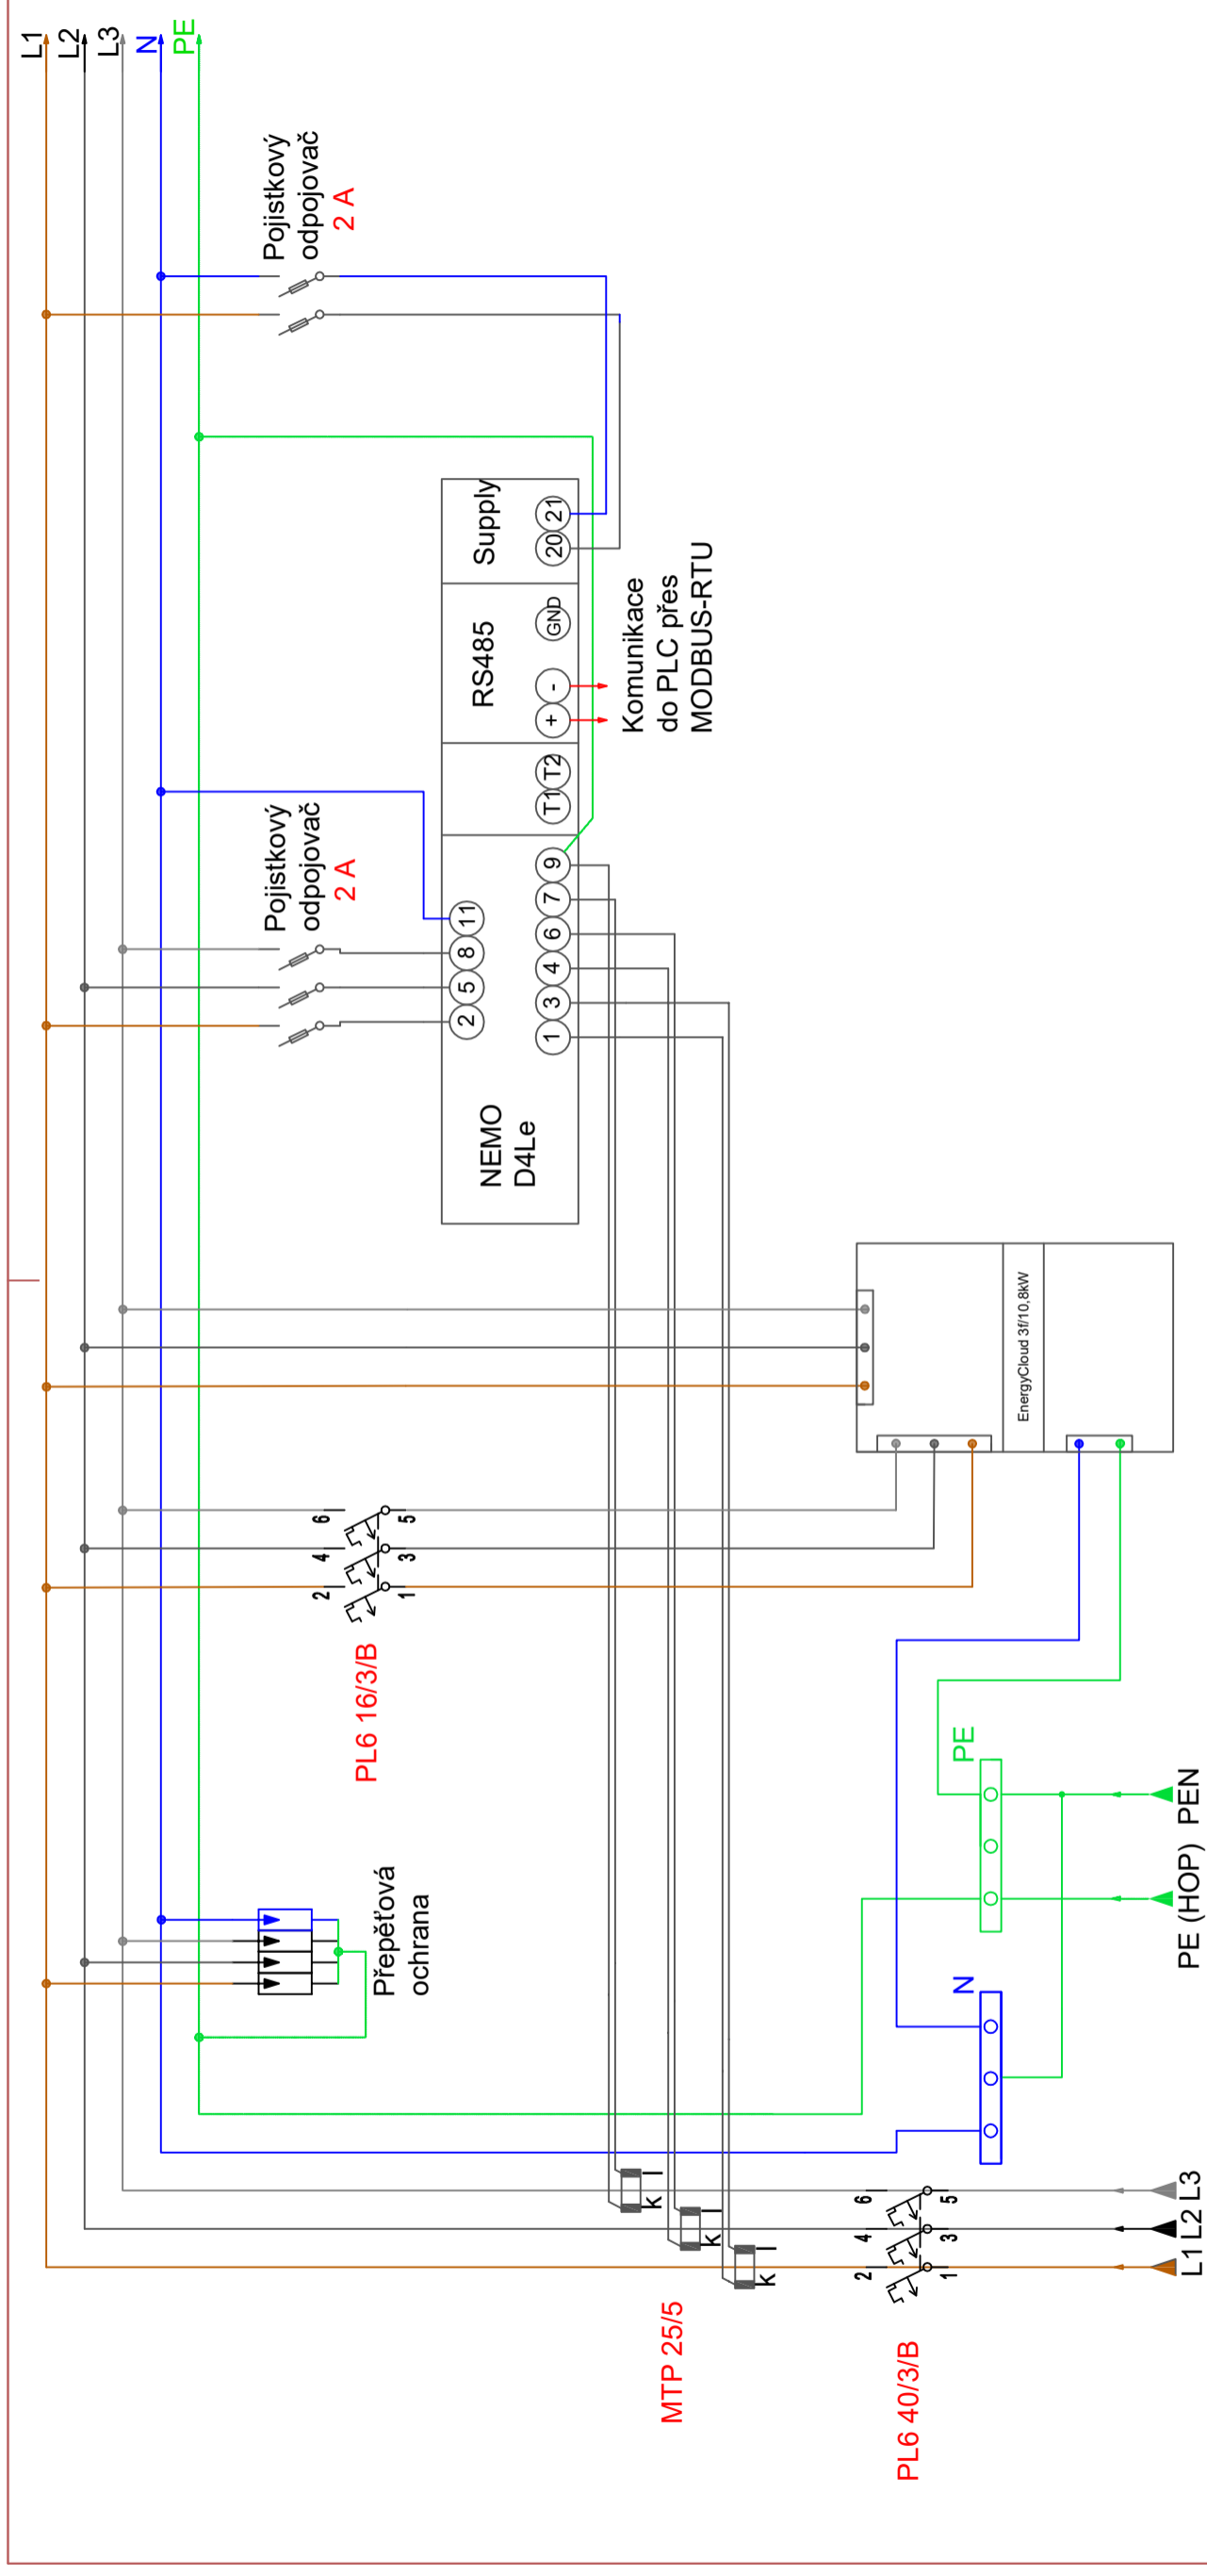 L1
L2
L3
N
PE
Pojistkový
odpojovač
2 A
Pojistkový
odpojovač
2 A
Supply
20
21
RS485
+
-
GND
T1
T2
2
5
8
11
1
3
4
6
7
9
NEMO
D4Le
Komunikace
do PLC přes
MODBUS-RTU
EnergyCloud 3f/10,8kW
2
4
6
1
3
5
PL6 16/3/B
Přepěťová
ochrana
MTP 25/5
k
l
k
l
k
l
2
4
6
1
3
5
PL6 40/3/B
N
PE
L1
L2
L3
PE (HOP)
PEN